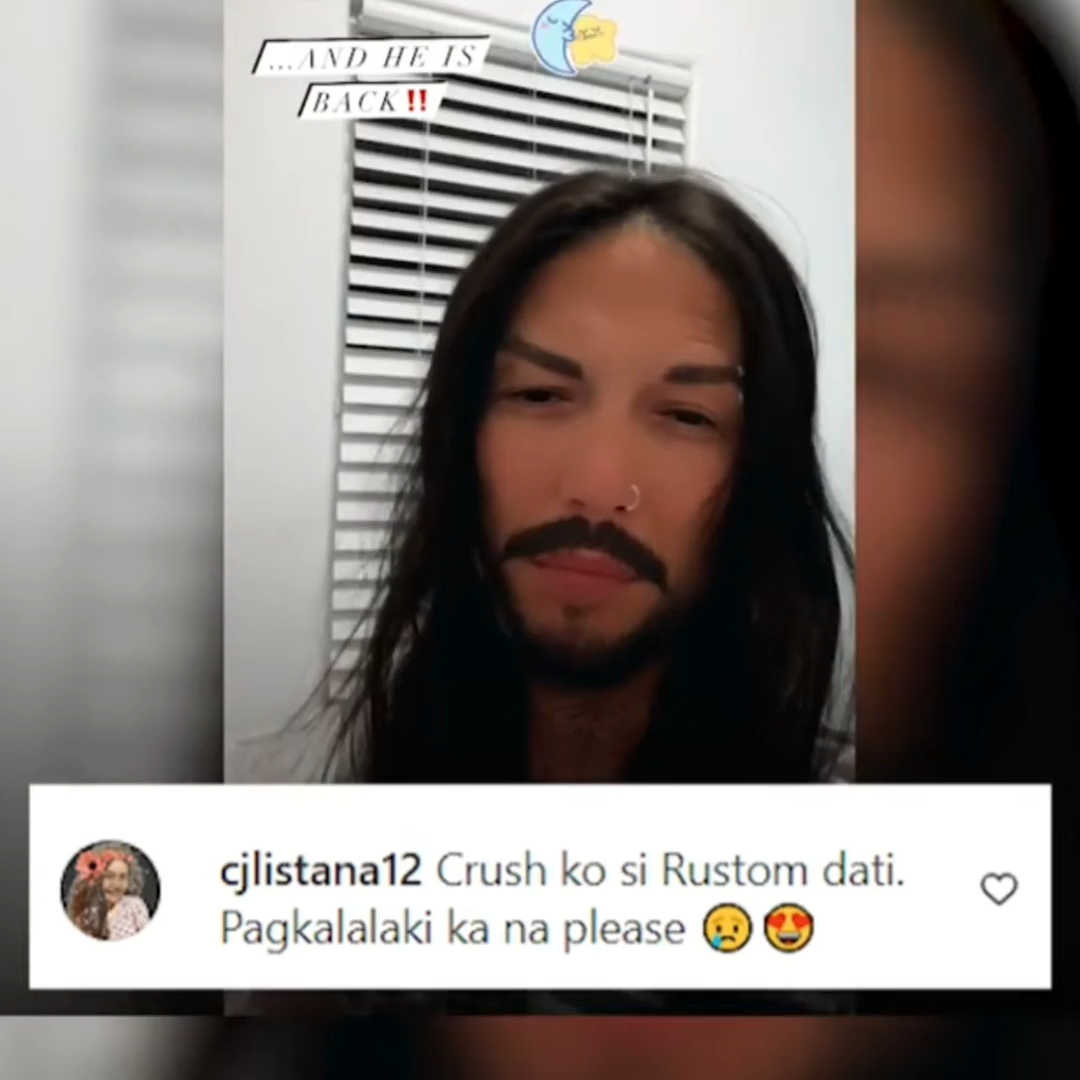 ...AND HE IS
BACK‼️
cjlistana12 Crush ko si Rustom dati.
Pagkalalaki ka na please 😢😍